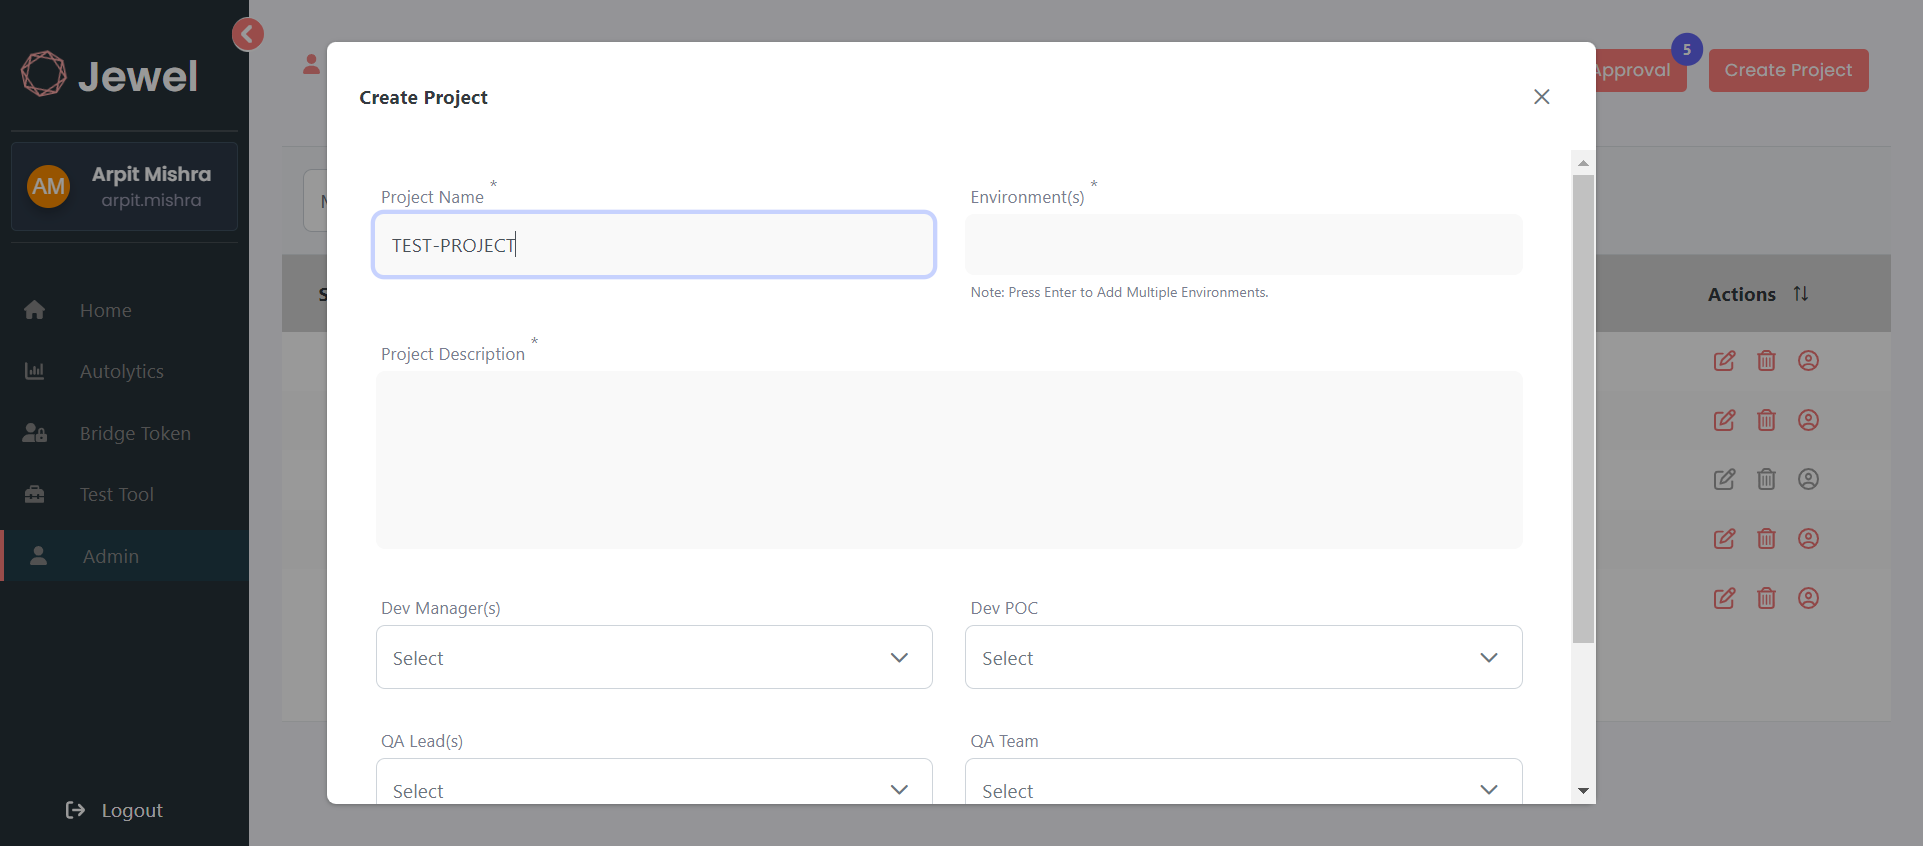 Jewel
AM
Arpit Mishra
arpit.mishra
Home
Autolytics
Bridge Token
Test Tool
Admin
Logout
Approval
5
Create Project
Actions
Create Project
Project Name *
TEST-PROJECT
Environment(s) *
Note: Press Enter to Add Multiple Environments.
Project Description *
Dev Manager(s)
Select
Dev POC
Select
QA Lead(s)
Select
QA Team
Select